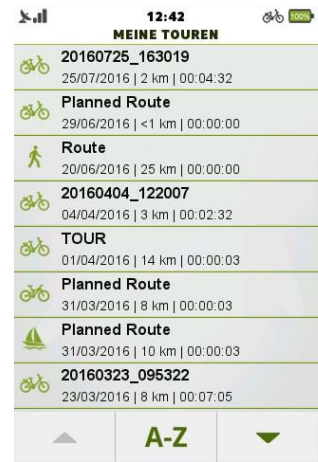 12:42
100%
MEINE TOUREN
20160725_163019
25/07/2016 | 2 km | 00:04:32
Planned Route
29/06/2016 | <1 km | 00:00:00
Route
20/06/2016 | 25 km | 00:00:00
20160404_122007
04/04/2016 | 3 km | 00:02:32
TOUR
01/04/2016 | 14 km | 00:00:03
Planned Route
31/03/2016 | 8 km | 00:00:03
Planned Route
31/03/2016 | 10 km | 00:00:03
20160323_095322
23/03/2016 | 8 km | 00:07:05
A-Z